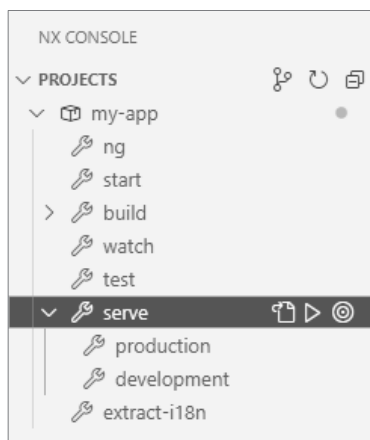 NX CONSOLE
PROJECTS
my-app
ng
start
build
watch
test
serve
production
development
extract-i18n